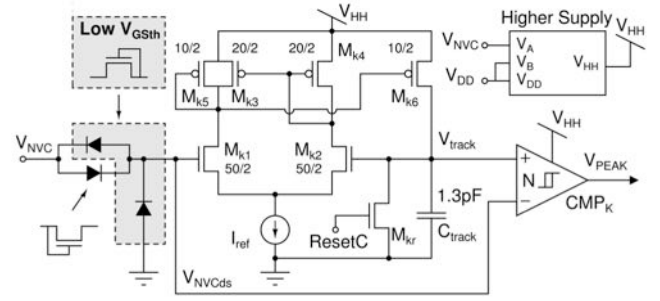 Low V_GSth
V_HH
Higher Supply
V_HH
10/2
20/2
20/2
M_k4
10/2
V_NVC
V_A
V_B
V_DD
V_HH
V_DD
M_k5
M_k3
M_k6
V_HH
V_NVC
V_track
M_k1
M_k2
50/2
50/2
+
N
−
V_PEAK
CMP_K
1.3pF
I_ref
ResetC
M_kr
C_track
V_NVCds